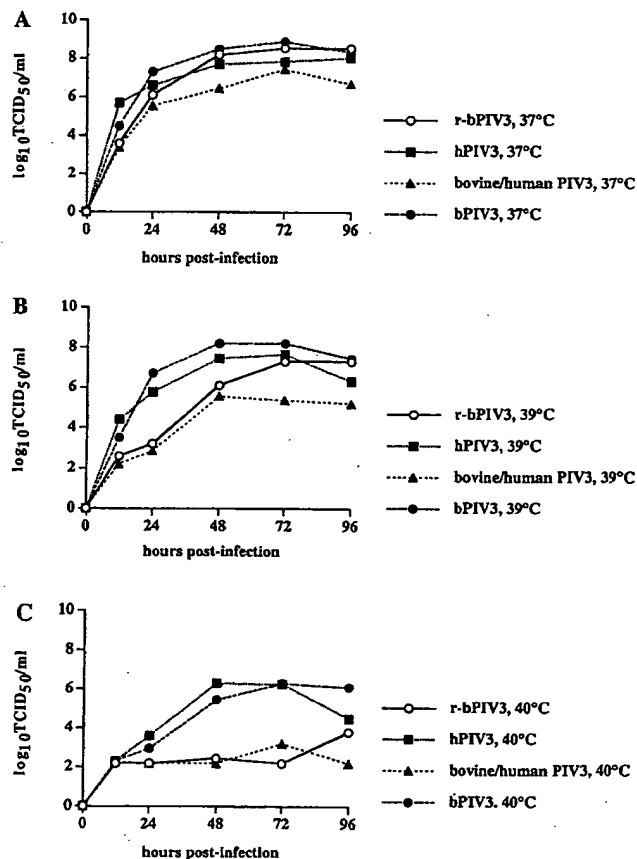 A
log10TCID50/ml
10
8
6
4
2
0
0 24 48 72 96
hours post-infection
r-bPIV3, 37°C
hPIV3, 37°C
bovine/human PIV3, 37°C
bPIV3, 37°C
B
log10TCID50/ml
10
8
6
4
2
0
0 24 48 72 96
hours post-infection
r-bPIV3, 39°C
hPIV3, 39°C
bovine/human PIV3, 39°C
bPIV3, 39°C
C
log10TCID50/ml
10
8
6
4
2
0
0 24 48 72 96
hours post-infection
r-bPIV3, 40°C
hPIV3, 40°C
bovine/human PIV3, 40°C
bPIV3. 40°C